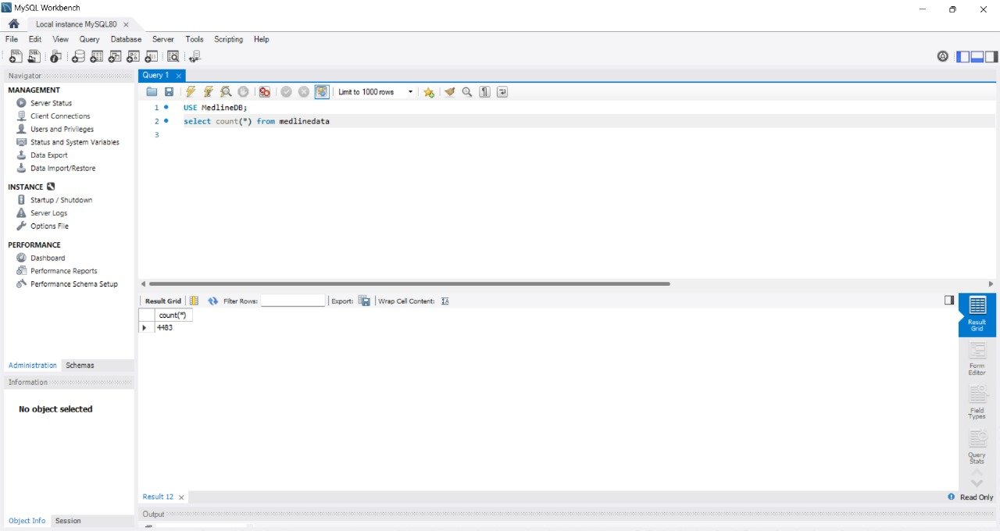 MySQL Workbench
Local instance MySQL80
File Edit View Query Database Server Tools Scripting Help
Navigator
MANAGEMENT
Server Status
Client Connections
Users and Privileges
Status and System Variables
Data Export
Data Import/Restore
INSTANCE
Startup / Shutdown
Server Logs
Options File
PERFORMANCE
Dashboard
Performance Reports
Performance Schema Setup
Administration Schemas
Information
No object selected
Object Info Session
Query 1
Limit to 1000 rows
1 USE MedlineDB;
2 select count(*) from medlinedata
3
Result Grid Filter Rows: Export: Wrap Cell Content:
count(*)
4483
Result
Grid
Form
Editor
Field
Types
Query
Stats
Result 12
Read Only
Output